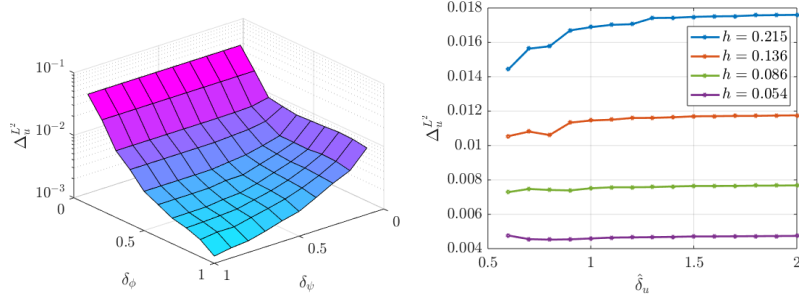 10^{-1}
10^{-2}
10^{-3}
Δ_u^{L^2}
0
0.5
1
δ_ϕ
1
0.5
0
δ_ψ
0.018
0.016
0.014
0.012
0.010
0.008
0.006
0.004
Δ_u^{L^2}
h = 0.215
h = 0.136
h = 0.086
h = 0.054
0.5
1
1.5
2
δ̂_u